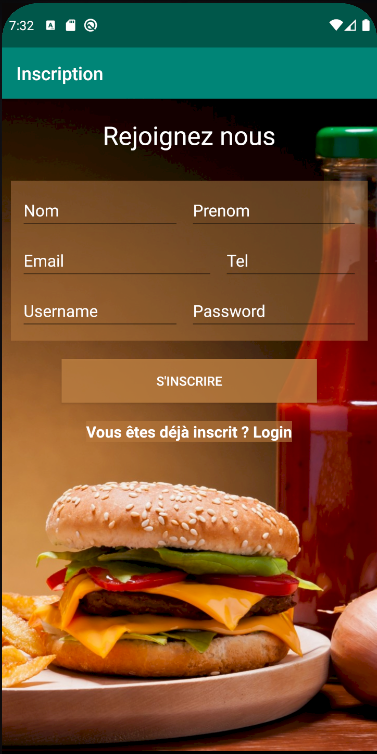 7:32
Inscription
Rejoignez nous
Nom Prenom
Email Tel
Username Password
S'INSCRIRE
Vous êtes déjà inscrit ? Login